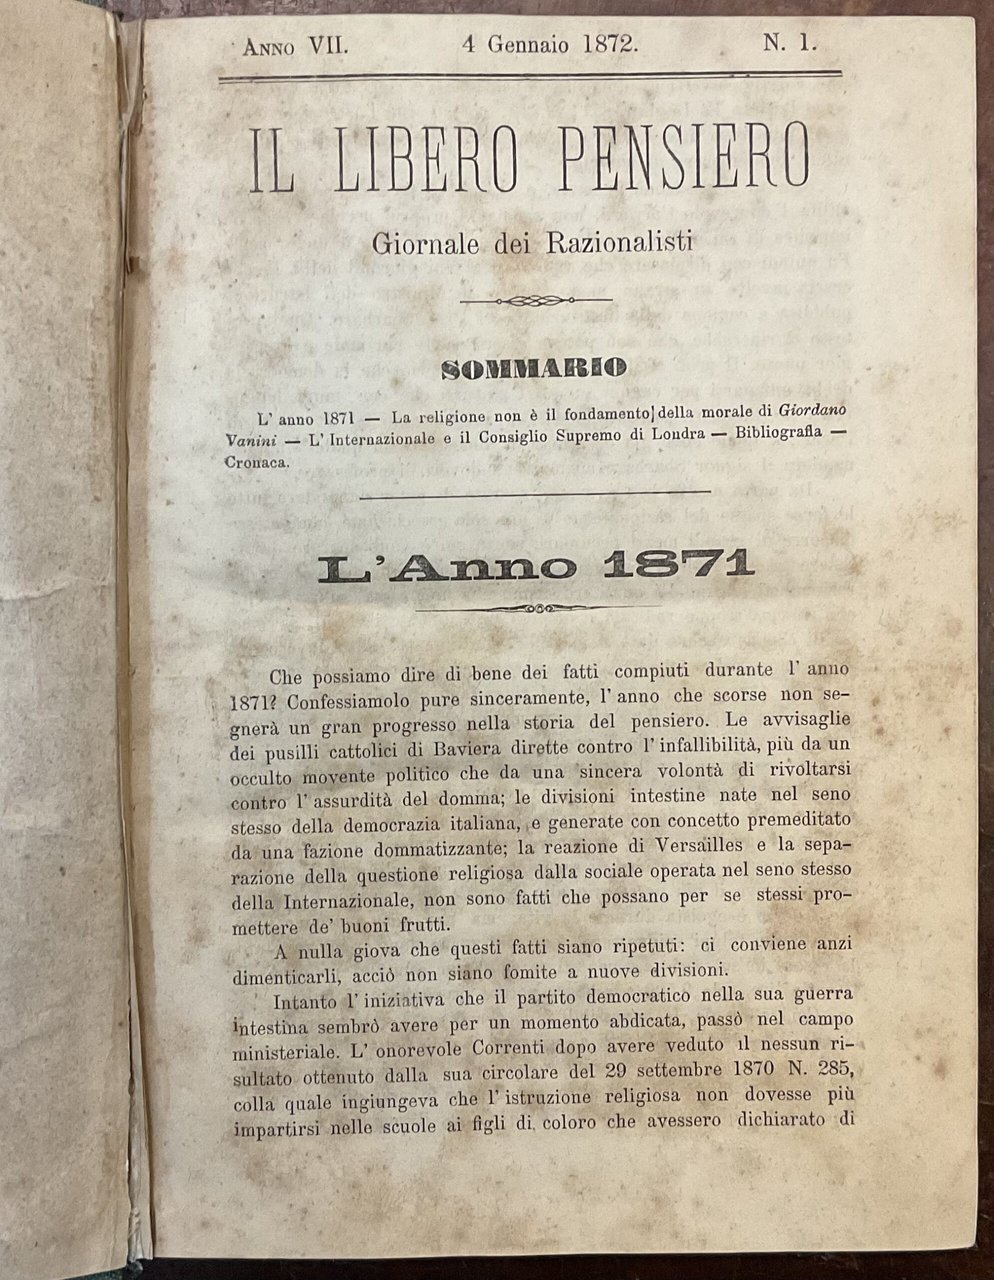 Anno VII.    4 Gennaio 1872.    N. 1.
IL LIBERO PENSIERO
Giornale dei Razionalisti
SOMMARIO
L' anno 1871 — La religione non è il fondamento della morale di Giordano
Vanini — L' Internazionale e il Consiglio Supremo di Londra — Bibliografia —
Cronaca.
L'Anno 1871
Che possiamo dire di bene dei fatti compiuti durante l' anno
1871? Confessiamolo pure sinceramente, l' anno che scorse non se-
gnerà un gran progresso nella storia del pensiero. Le avvisaglie
dei pusilli cattolici di Baviera dirette contro l' infallibilità, più da un
occulto movente politico che da una sincera volontà di rivoltarsi
contro l' assurdità del domma; le divisioni intestine nate nel seno
stesso della democrazia italiana, e generate con concetto premeditato
da una fazione dommatizzante; la reazione di Versailles e la sepa-
razione della questione religiosa dalla sociale operata nel seno stesso
della Internazionale, non sono fatti che possano per se stessi pro-
mettere de' buoni frutti.
A nulla giova che questi fatti siano ripetuti: ci conviene anzi
dimenticarli, acciò non siano fomite a nuove divisioni.
Intanto l' iniziativa che il partito democratico nella sua guerra
intestina sembrò avere per un momento abdicata, passò nel campo
ministeriale. L' onorevole Correnti dopo avere veduto il nessun ri-
sultato ottenuto dalla sua circolare del 29 settembre 1870 N. 285,
colla quale ingiungeva che l' istruzione religiosa non dovesse più
impartirsi nelle scuole ai figli di coloro che avessero dichiarato di